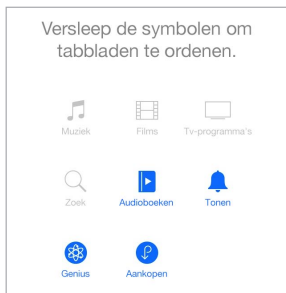 Versleep de symbolen om
tabbladen te ordenen.
Muziek Films Tv-programma's
Zoek Audioboeken Tonen
Genius Aankopen